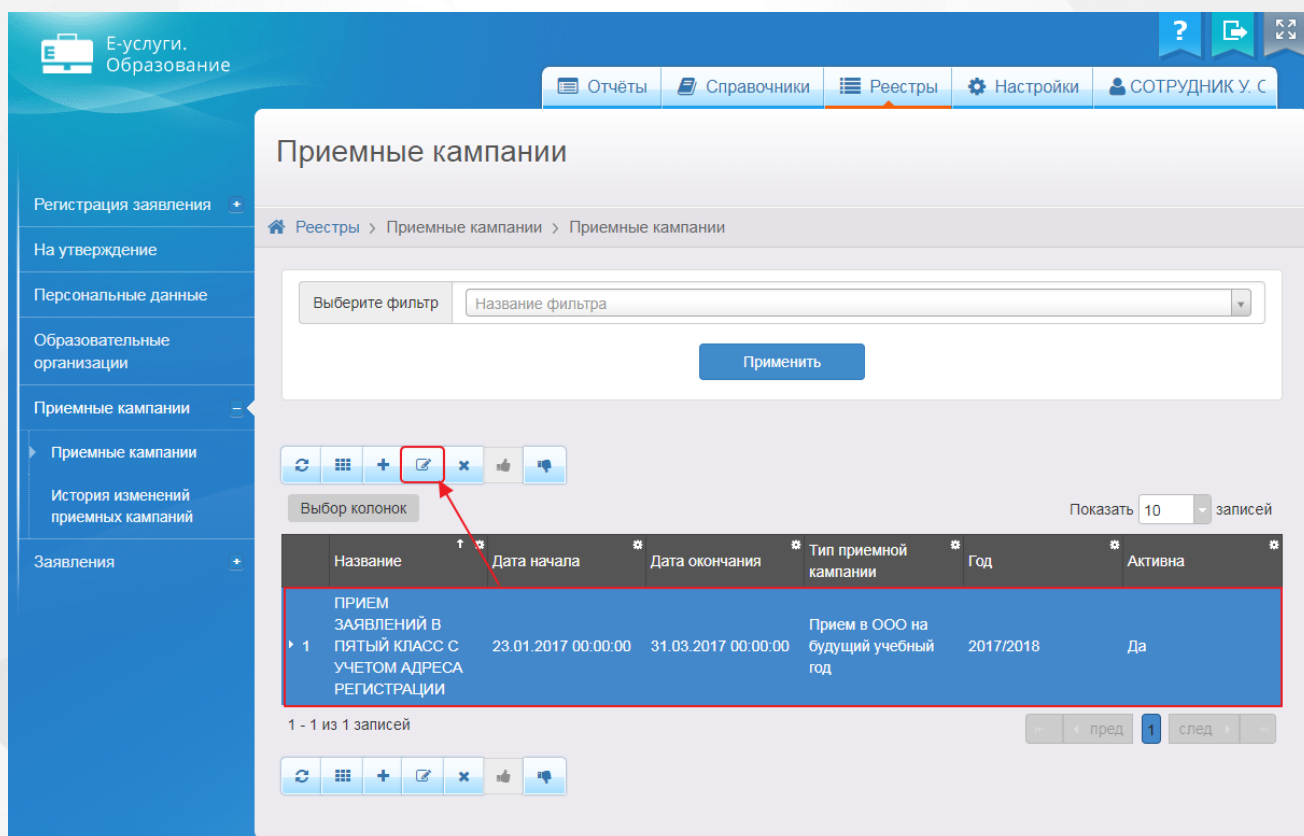 Е-услуги.
Образование
?
Отчёты
Справочники
Реестры
Настройки
СОТРУДНИК У. С
Приемные кампании
Регистрация заявления
На утверждение
Персональные данные
Образовательные
организации
Приемные кампании
Приемные кампании
История изменений
приемных кампаний
Заявления
Реестры > Приемные кампании > Приемные кампании
Выберите фильтр
Название фильтра
Применить
Выбор колонок
Показать 10 записей
Название
Дата начала
Дата окончания
Тип приемной
кампании
Год
Активна
1
ПРИЕМ
ЗАЯВЛЕНИЙ В
ПЯТЫЙ КЛАСС С
УЧЕТОМ АДРЕСА
РЕГИСТРАЦИИ
23.01.2017 00:00:00
31.03.2017 00:00:00
Прием в ООО на
будущий учебный
год
2017/2018
Да
1 - 1 из 1 записей
пред 1 след